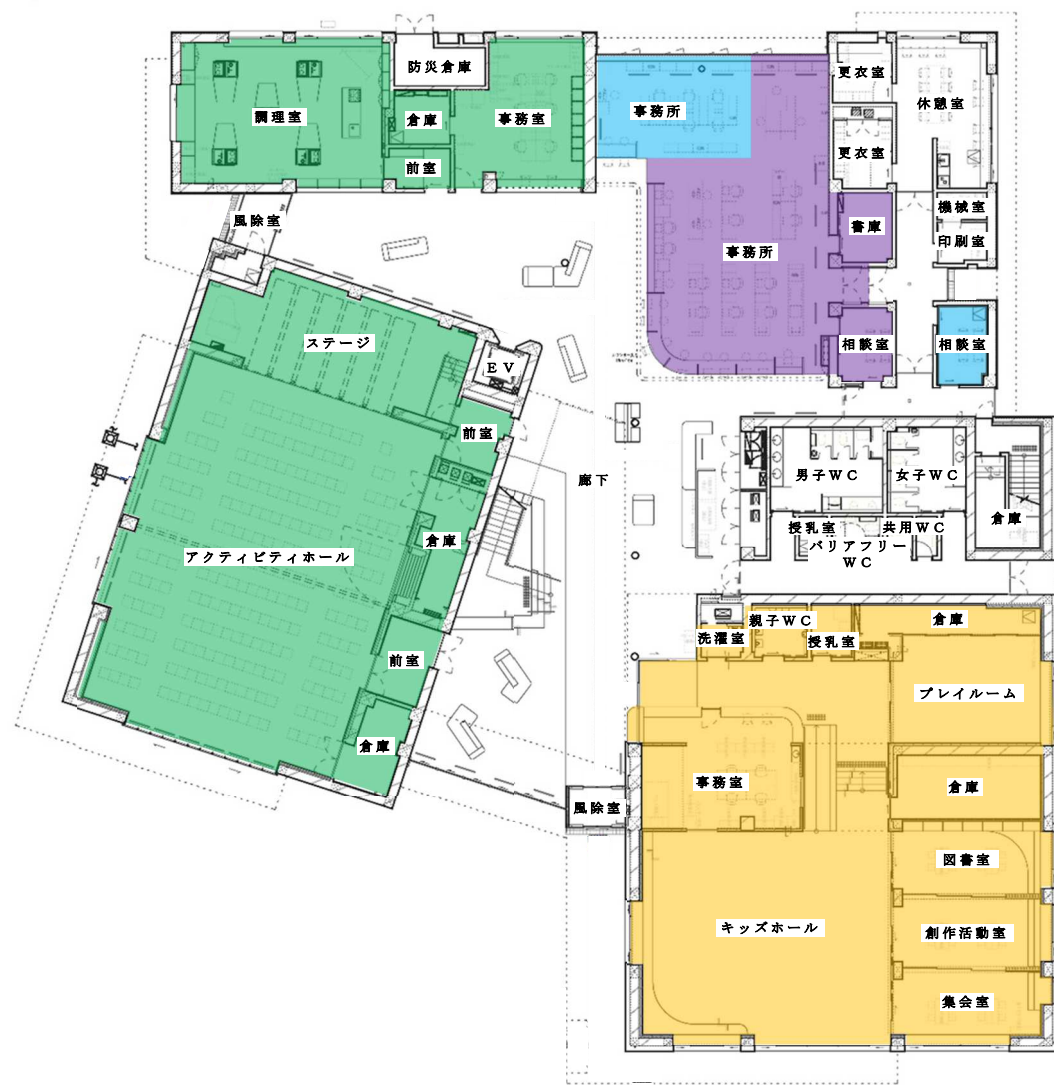 防災倉庫
調理室
倉庫
事務室
前室
事務所
更衣室
休憩室
更衣室
風除室
書庫
機械室
印刷室
事務所
相談室
相談室
ステージ
EV
前室
廊下
男子WC
女子WC
倉庫
授乳室
共用WC
バリアフリー
WC
倉庫
アクティビティホール
洗濯室
親子WC
授乳室
倉庫
前室
プレイルーム
倉庫
事務室
倉庫
風除室
図書室
キッズホール
創作活動室
集会室